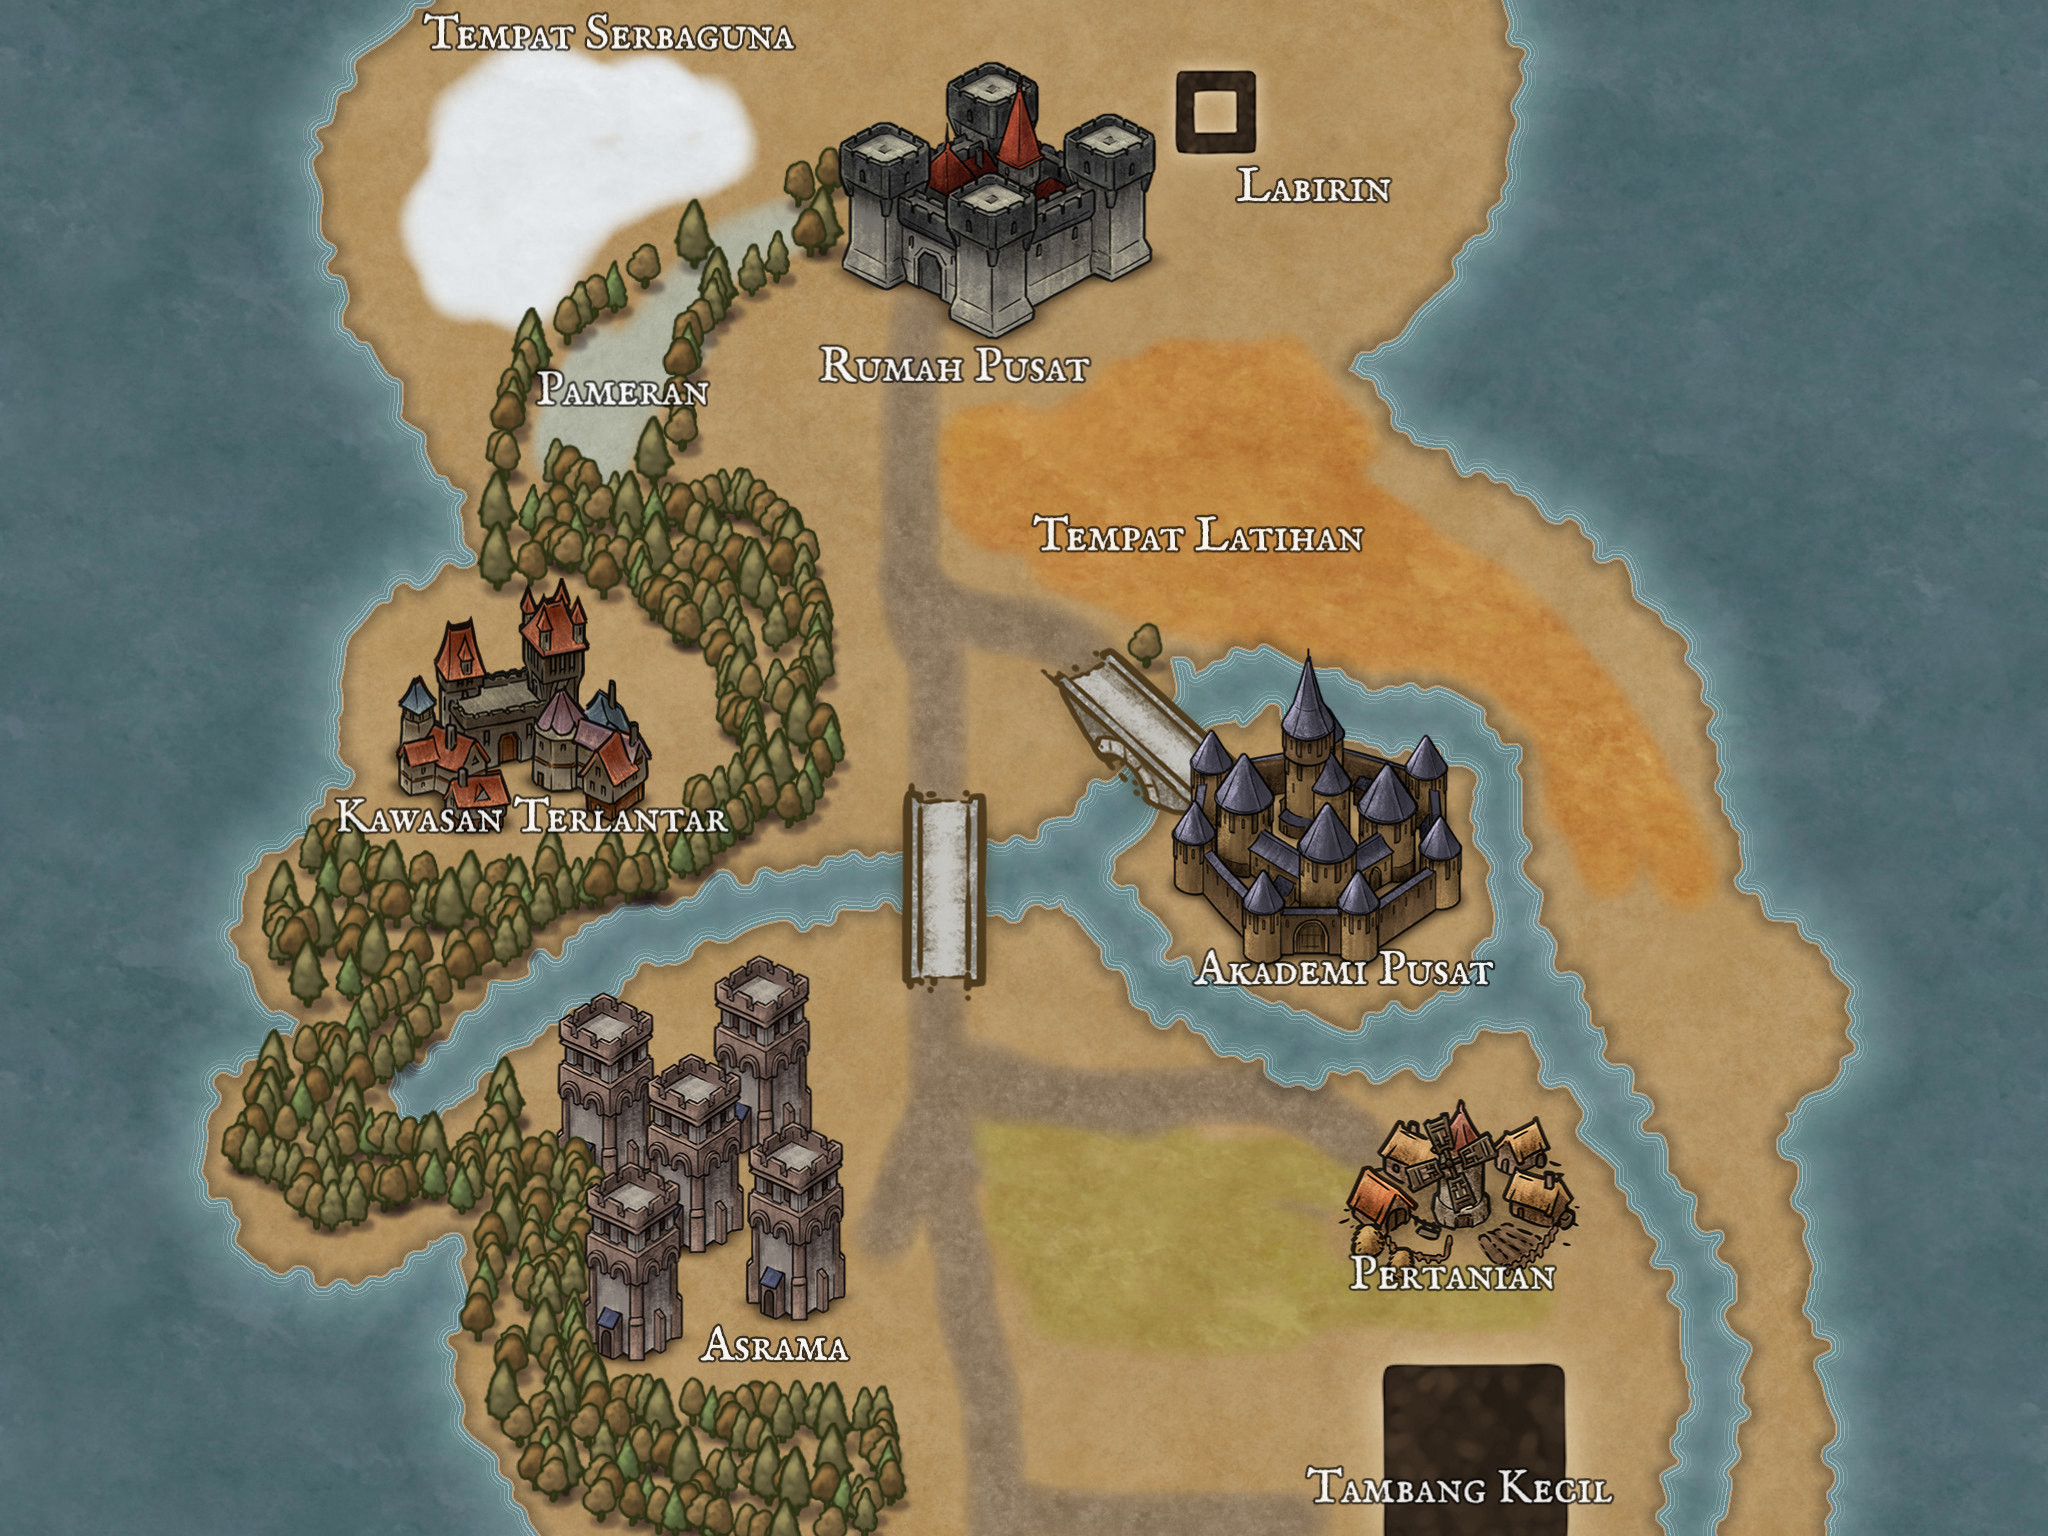 Tempat Serbaguna
Labirin
Rumah Pusat
Pameran
Tempat Latihan
Kawasan Terlantar
Akademi Pusat
Pertanian
Asrama
Tambang Kecil